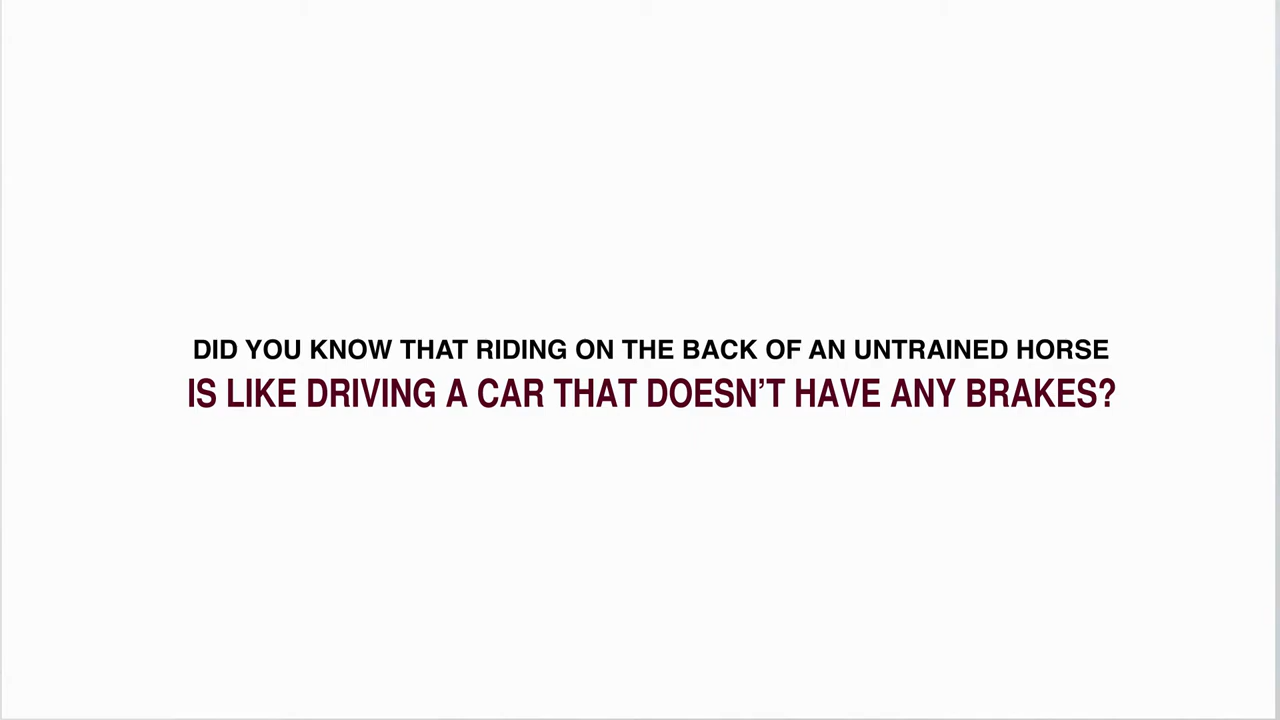 DID YOU KNOW THAT RIDING ON THE BACK OF AN UNTRAINED HORSE
IS LIKE DRIVING A CAR THAT DOESN’T HAVE ANY BRAKES?